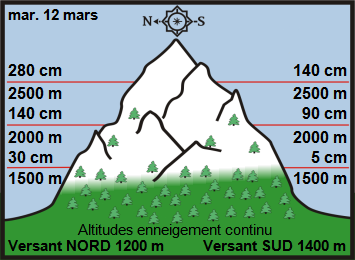 mar. 12 mars
N S
280 cm 140 cm
2500 m 2500 m
140 cm 90 cm
2000 m 2000 m
30 cm 5 cm
1500 m 1500 m
Altitudes enneigement continu
Versant NORD 1200 m Versant SUD 1400 m